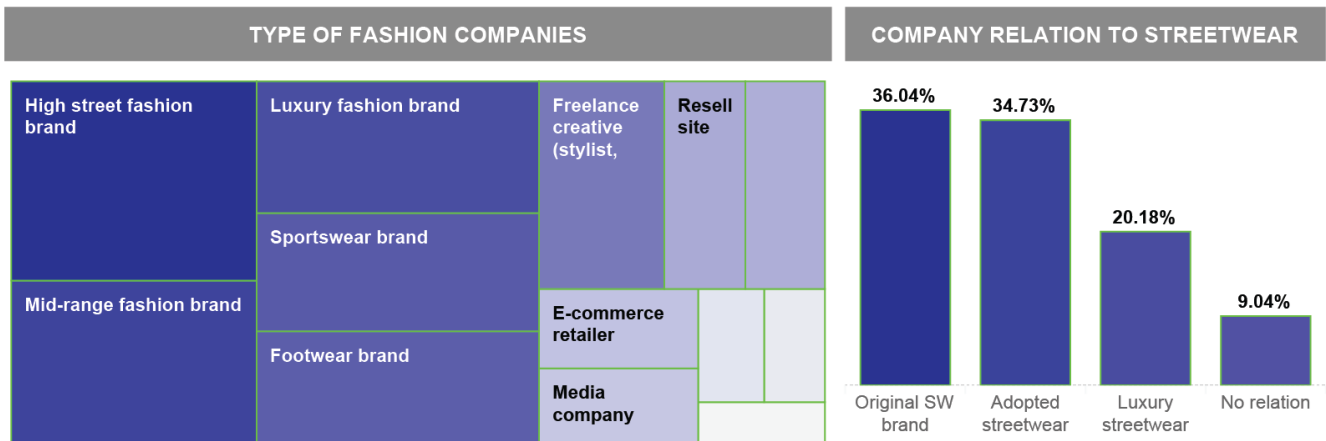 TYPE OF FASHION COMPANIES
High street fashion
brand
Mid-range fashion brand
Luxury fashion brand
Sportswear brand
Footwear brand
Freelance
creative
(stylist,
Resell
site
E-commerce
retailer
Media
company
COMPANY RELATION TO STREETWEAR
36.04%
34.73%
20.18%
9.04%
Original SW
brand
Adopted
streetwear
Luxury
streetwear
No relation